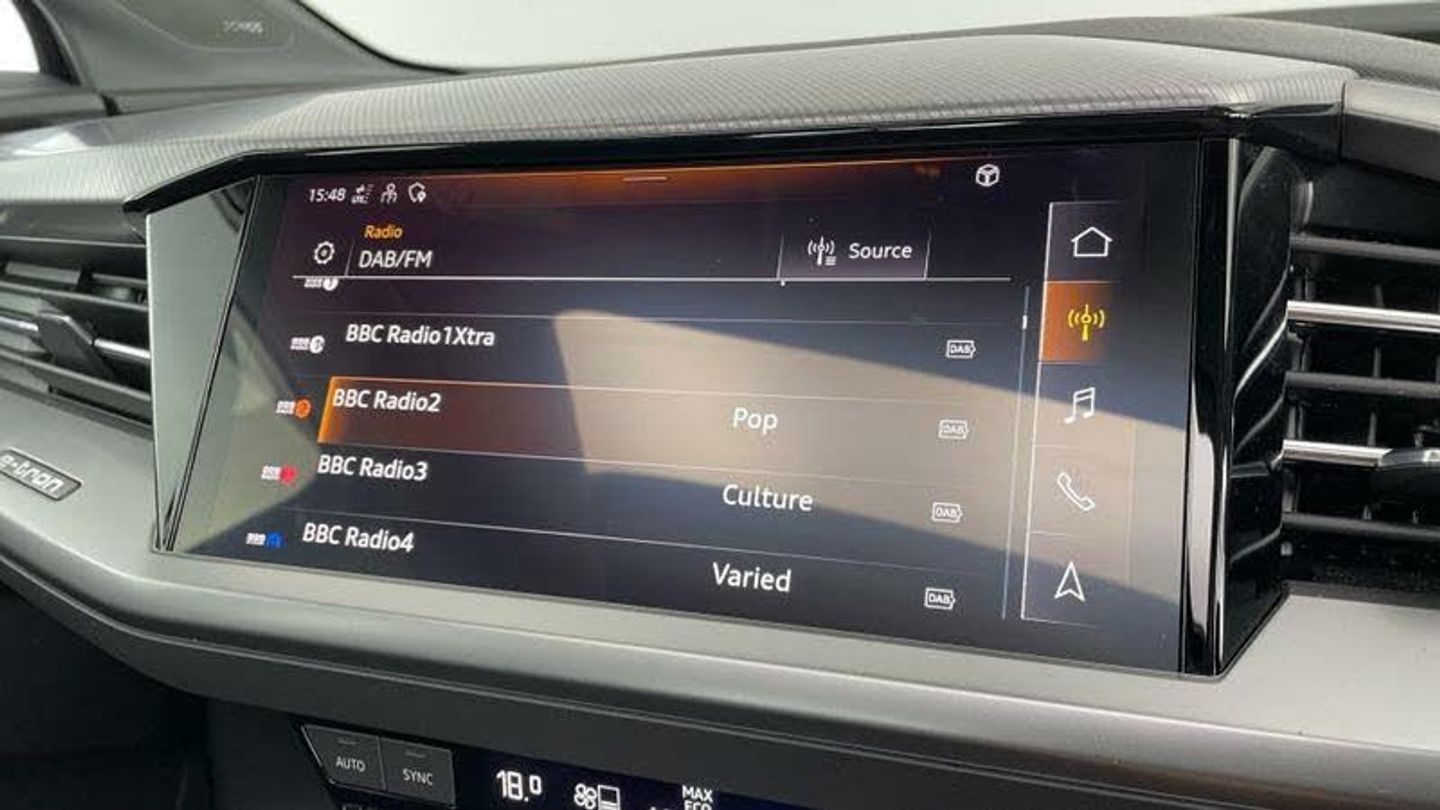 15:48
Radio
DAB/FM
Source
BBC Radio1Xtra
DAB
BBC Radio2
Pop
DAB
BBC Radio3
Culture
DAB
BBC Radio4
Varied
DAB
e-tron
AUTO
SYNC
18.0
MAX
ECO